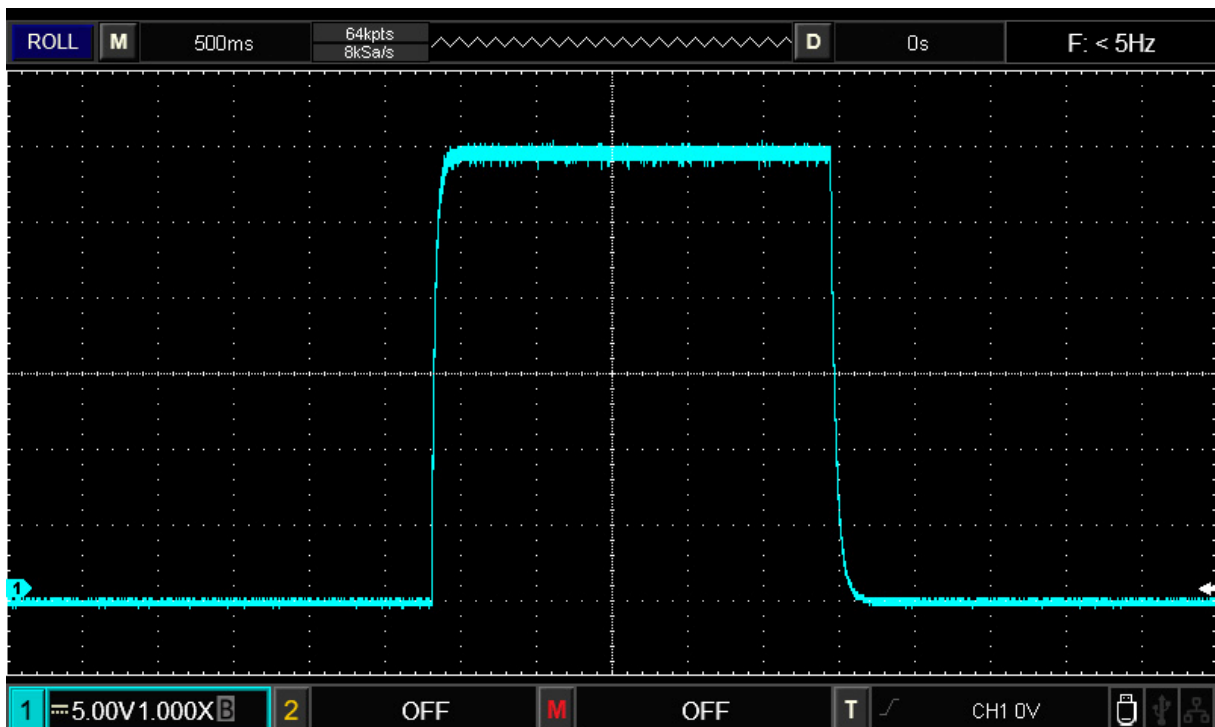 ROLL M 500ms 64kpts D 0s F: < 5Hz
8kSa/s
1
1 5.00V 1.000X B 2 OFF M OFF T CH1 0V